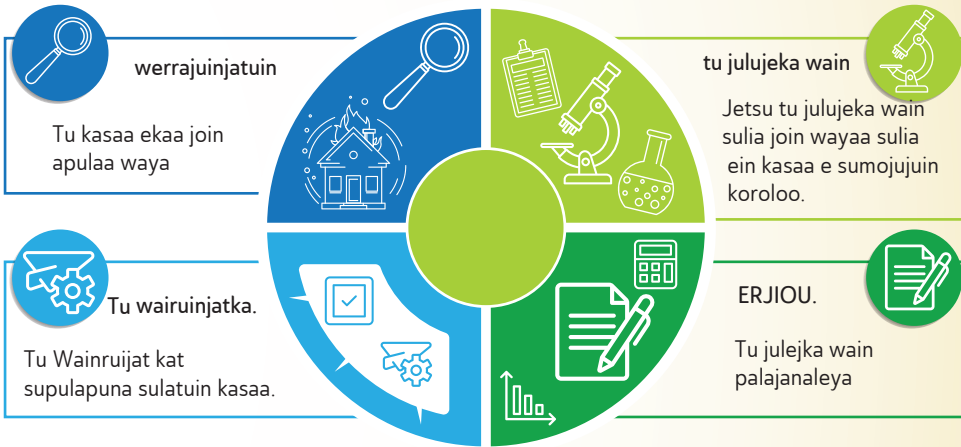 werrajuinjatuin
Tu kasaa ekaa join
apulaa waya
tu julujeka wain
Jetsu tu julujeka wain
sulia join wayaa sulia
ein kasaa e sumojujuin
koroloo.
Tu wairuinjatka.
Tu Wainruijat kat
supulapuna sulatuin kasaa.
ERJIOU.
Tu julejka wain
palajanaleya